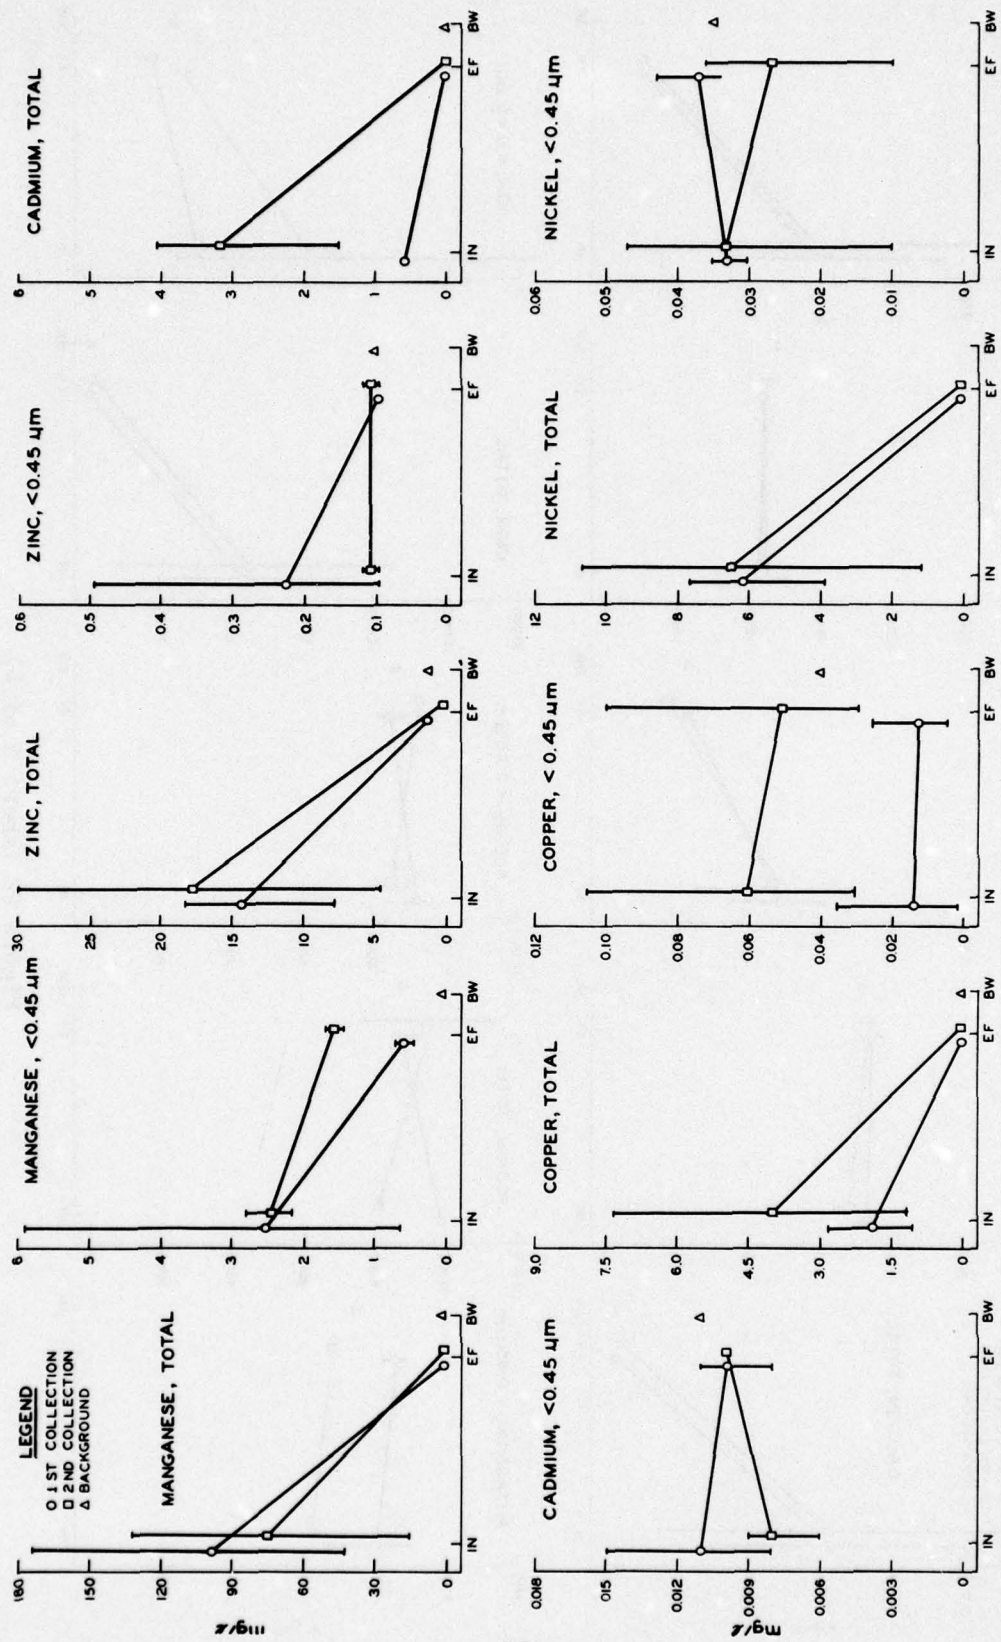 LEGEND
O 1ST COLLECTION
□ 2ND COLLECTION
Δ BACKGROUND
MANGANESE, TOTAL
mg/ℓ
180
150
120
90
60
30
0
IN EF BW
MANGANESE, <0.45 µm
6
5
4
3
2
1
0
IN EF BW
ZINC, TOTAL
30
25
20
15
10
5
0
IN EF BW
ZINC, <0.45 µm
0.6
0.5
0.4
0.3
0.2
0.1
0
IN EF BW
CADMIUM, TOTAL
6
5
4
3
2
1
0
IN EF BW
CADMIUM, <0.45 µm
mg/ℓ
0.018
.015
0.012
0.009
0.006
0.003
0
IN EF BW
COPPER, TOTAL
9.0
7.5
6.0
4.5
3.0
1.5
0
IN EF BW
COPPER, <0.45 µm
0.12
0.10
0.08
0.06
0.04
0.02
0
IN EF BW
NICKEL, TOTAL
12
10
8
6
4
2
0
IN EF BW
NICKEL, <0.45 µm
0.06
0.05
0.04
0.03
0.02
0.01
0
IN EF BW